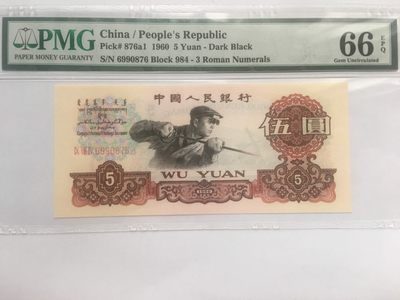 PMG
PAPER MONEY GUARANTY
China / People's Republic
Pick# 876a1 1960 5 Yuan - Dark Black
S/N 6990876 Block 984 - 3 Roman Numerals
66 EPQ
Gem Uncirculated
中國人民銀行
伍圓
6990876
5
WU YUAN
5